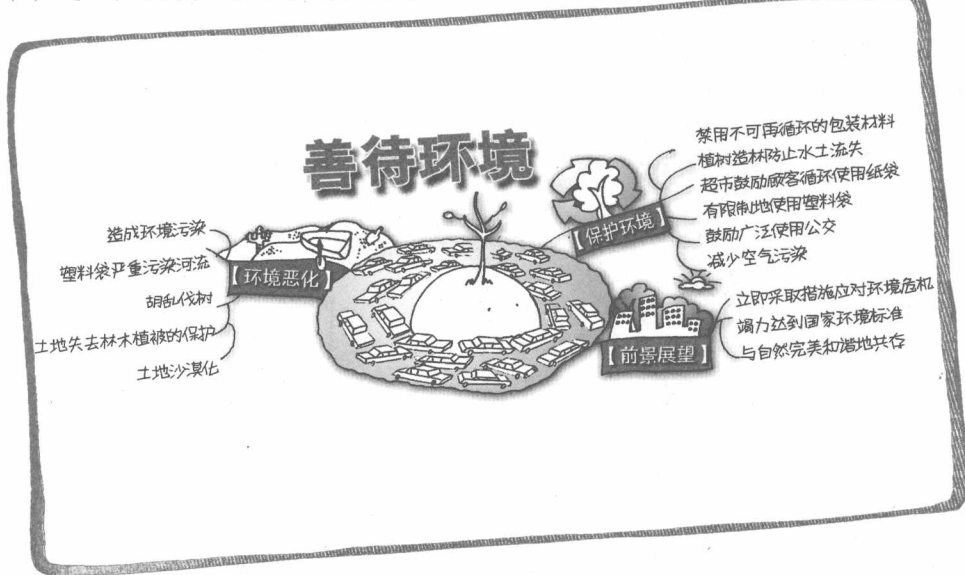 善待环境
造成环境污染
塑料袋严重污染河流
【环境恶化】
胡乱伐树
土地失去林木植被的保护
土地沙漠化
禁用不可再循环的包装材料
植树造林防止水土流失
超市鼓励顾客循环使用纸袋
有限制地使用塑料袋
【保护环境】
鼓励广泛使用公交
减少空气污染
立即采取措施应对环境危机
竭力达到国家环境标准
【前景展望】
与自然完美和谐地共存